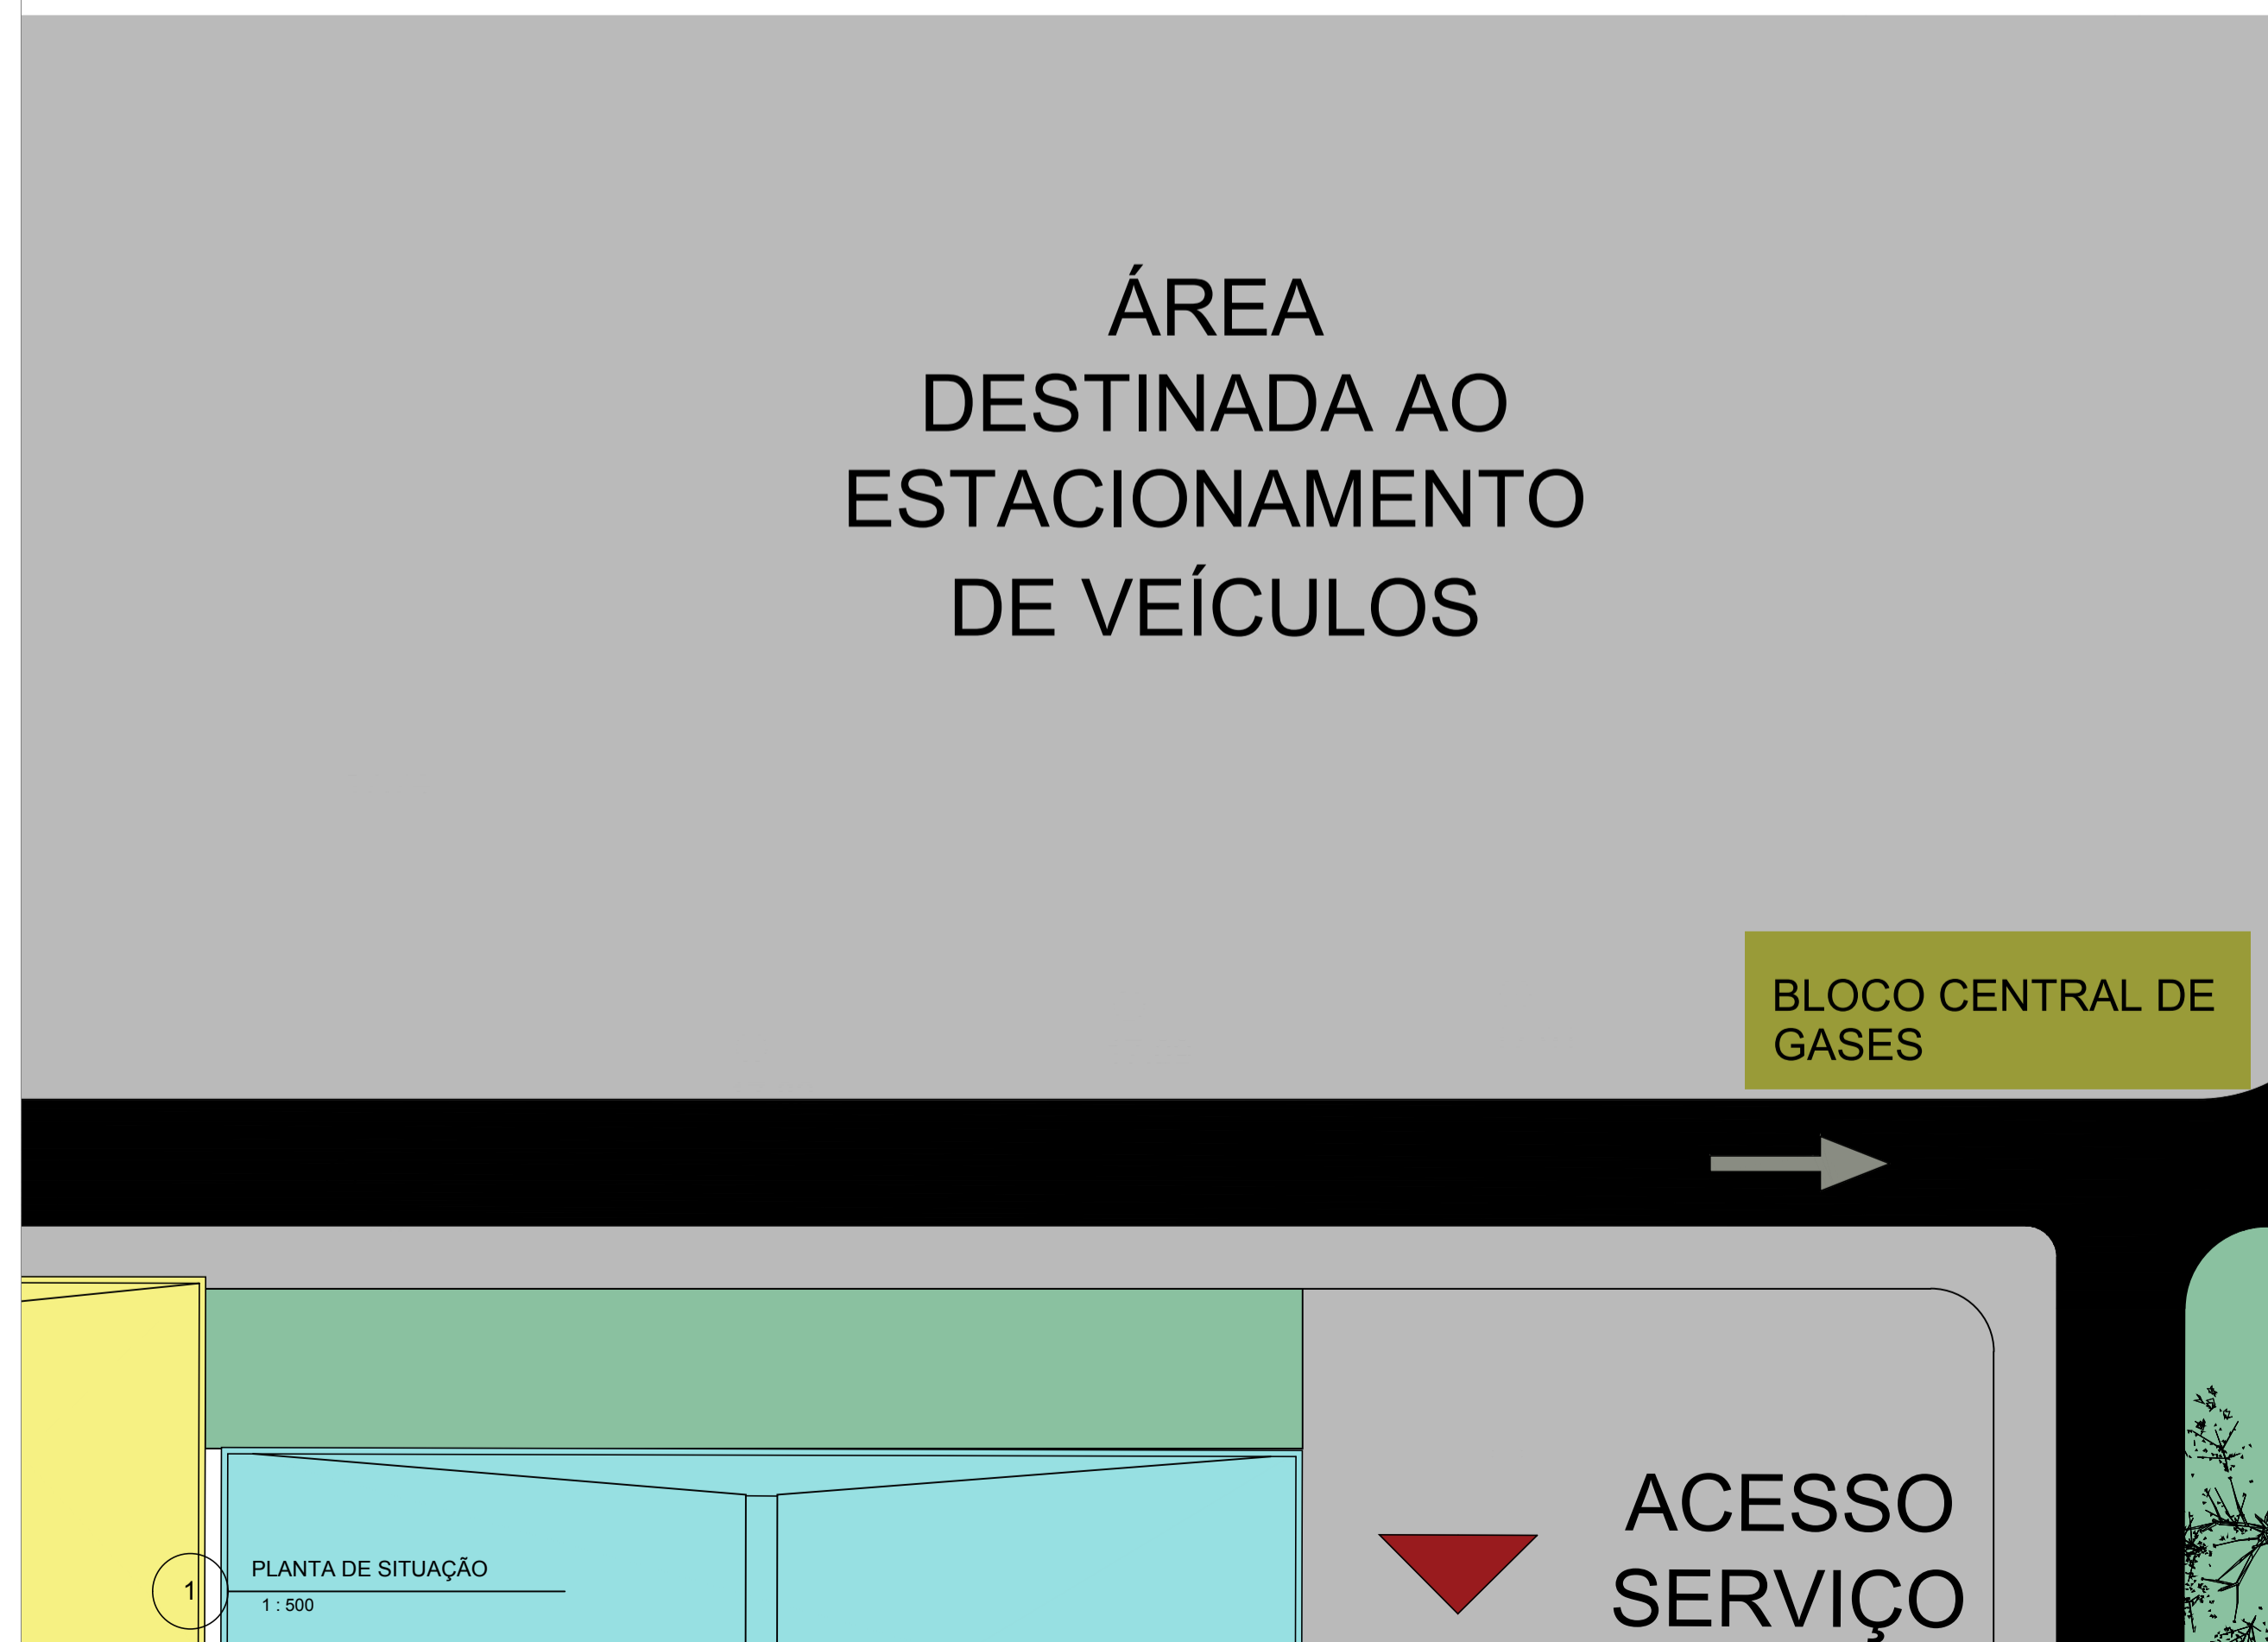 ÁREA
DESTINADA AO
ESTACIONAMENTO
DE VEÍCULOS
BLOCO CENTRAL DE
GASES
ACESSO
SERVIÇO
1
PLANTA DE SITUAÇÃO
1 : 500